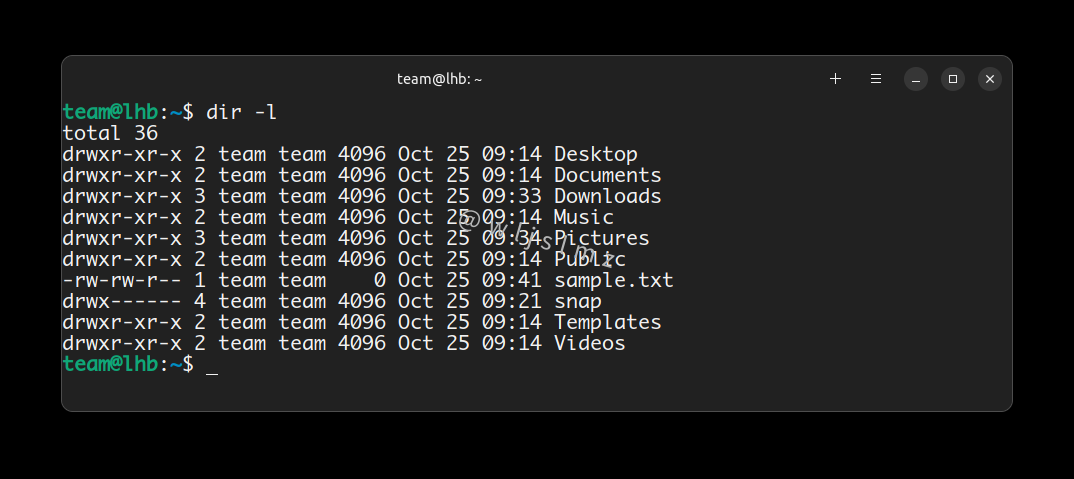 team@lhb: ~
team@lhb:~$ dir -l
total 36
drwxr-xr-x 2 team team 4096 Oct 25 09:14 Desktop
drwxr-xr-x 2 team team 4096 Oct 25 09:14 Documents
drwxr-xr-x 3 team team 4096 Oct 25 09:33 Downloads
drwxr-xr-x 2 team team 4096 Oct 25 09:14 Music
drwxr-xr-x 3 team team 4096 Oct 25 09:34 Pictures
drwxr-xr-x 2 team team 4096 Oct 25 09:14 Public
-rw-rw-r-- 1 team team    0 Oct 25 09:41 sample.txt
drwx------ 4 team team 4096 Oct 25 09:21 snap
drwxr-xr-x 2 team team 4096 Oct 25 09:14 Templates
drwxr-xr-x 2 team team 4096 Oct 25 09:14 Videos
team@lhb:~$ _
@wljslmz